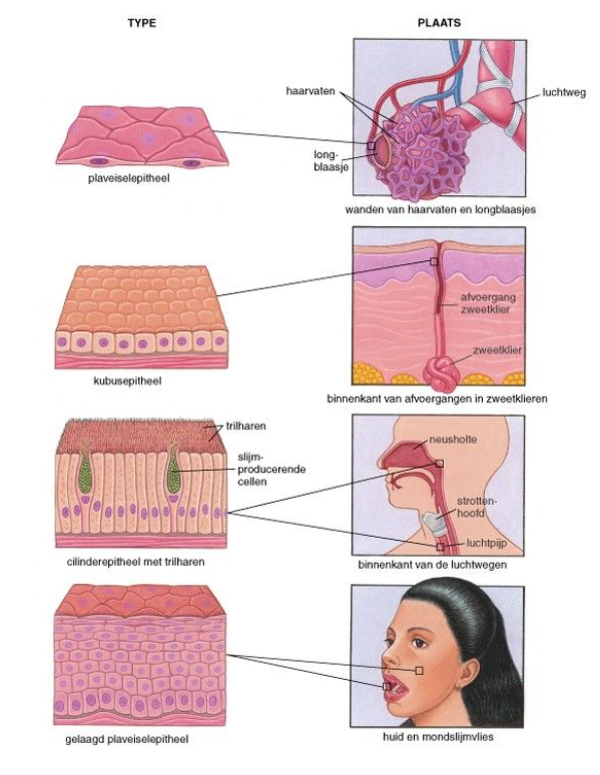 TYPE
PLAATS
haarvaten
luchtweg
long-
blaasje
plaveiselepitheel
wanden van haarvaten en longblaasjes
afvoergang
zweetklier
zweetklier
kubusepitheel
binnenkant van afvoergangen in zweetklieren
trilharen
slijm-
producerende
cellen
neusholte
strotten-
hoofd
luchtpijp
cilinderepitheel met trilharen
binnenkant van de luchtwegen
gelaagd plaveiselepitheel
huid en mondslijmvlies